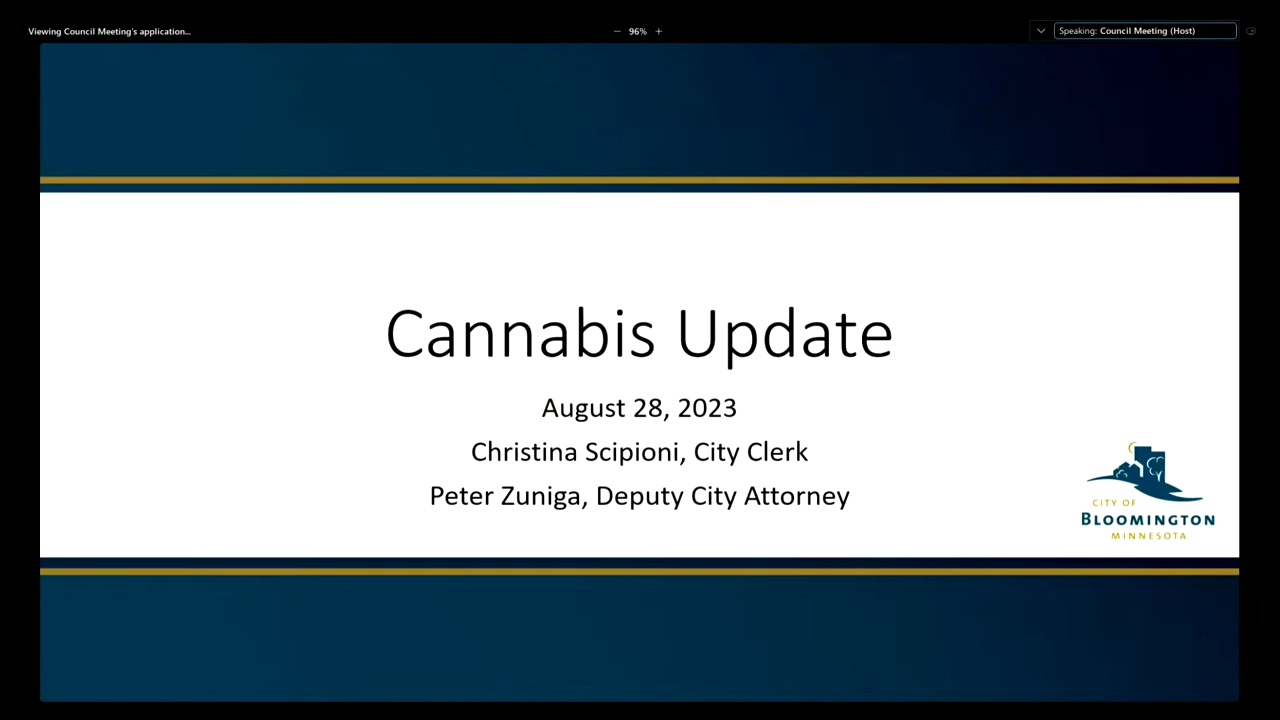 Viewing Council Meeting's application...
− 96% +
Speaking: Council Meeting (Host)
Cannabis Update
August 28, 2023
Christina Scipioni, City Clerk
Peter Zuniga, Deputy City Attorney
CITY OF
BLOOMINGTON
MINNESOTA